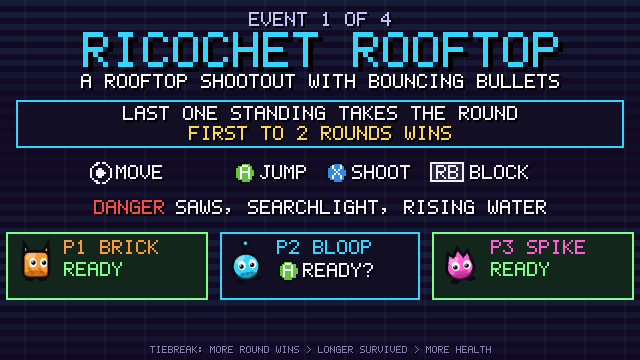 EVENT 1 OF 4
RICOCHET ROOFTOP
A ROOFTOP SHOOTOUT WITH BOUNCING BULLETS
LAST ONE STANDING TAKES THE ROUND
FIRST TO 2 ROUNDS WINS
MOVE A JUMP X SHOOT RB BLOCK
DANGER SAWS, SEARCHLIGHT, RISING WATER
P1 BRICK
READY
P2 BLOOP
A READY?
P3 SPIKE
READY
TIEBREAK: MORE ROUND WINS > LONGER SURVIVED > MORE HEALTH